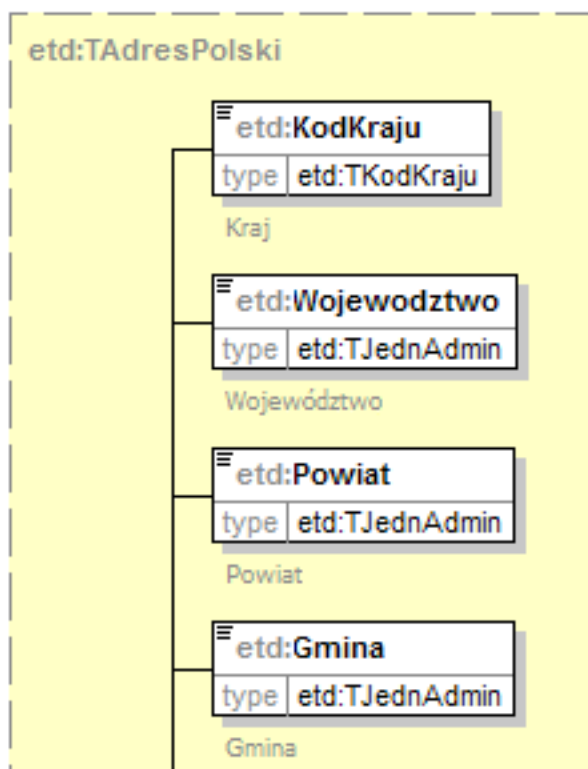 etd:TAdresPolski
etd:KodKraju
type etd:TKodKraju
Kraj
etd:Wojewodztwo
type etd:TJednAdmin
Województwo
etd:Powiat
type etd:TJednAdmin
Powiat
etd:Gmina
type etd:TJednAdmin
Gmina